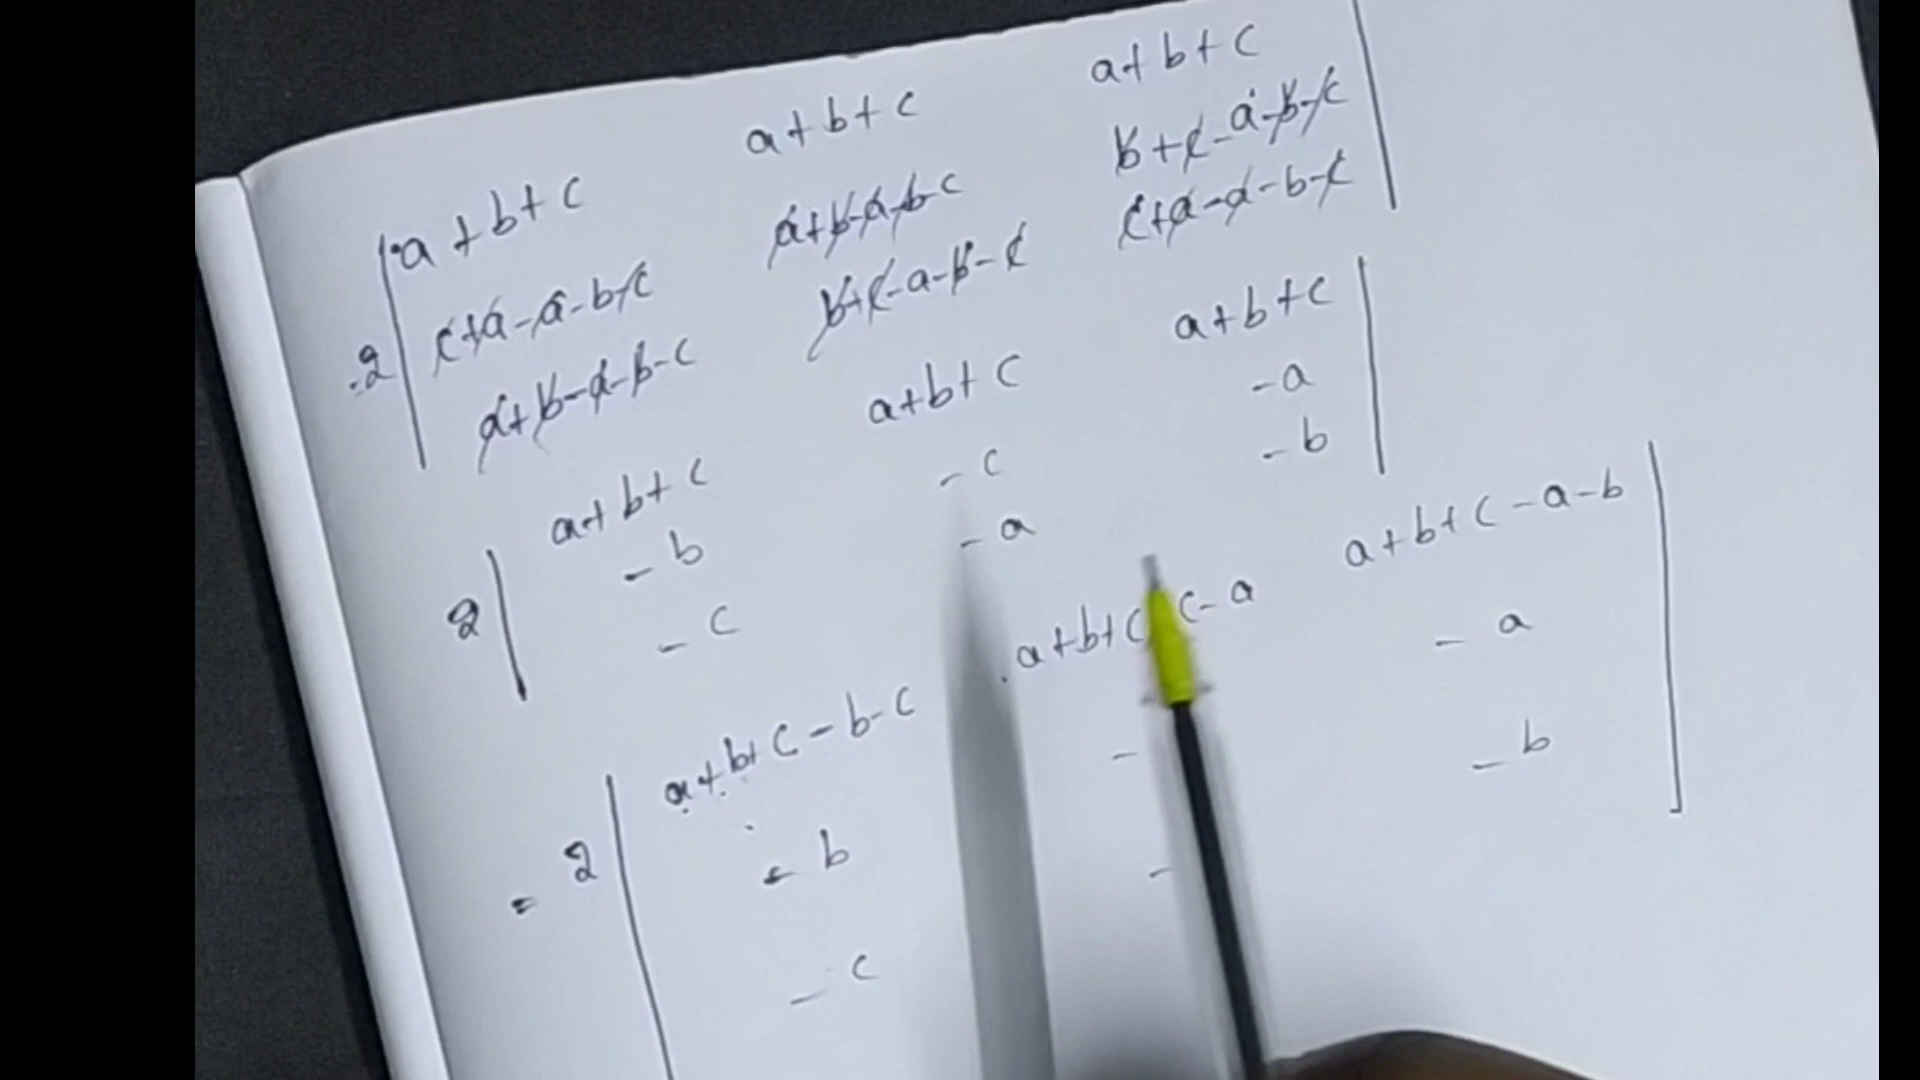 a+b+c a+b+c a+b+c
2 c+a-a-b-c a+b-a-b-c b+c-a-b-c
a+b-a-b-c b+c-a-b-c c+a-a-b-c
a+b+c a+b+c a+b+c
2 -b -c -a
-c -a -b
a+b+c-b-c a+b+c c-a a+b+c-a-b
= 2 -b - -a
-c - -b